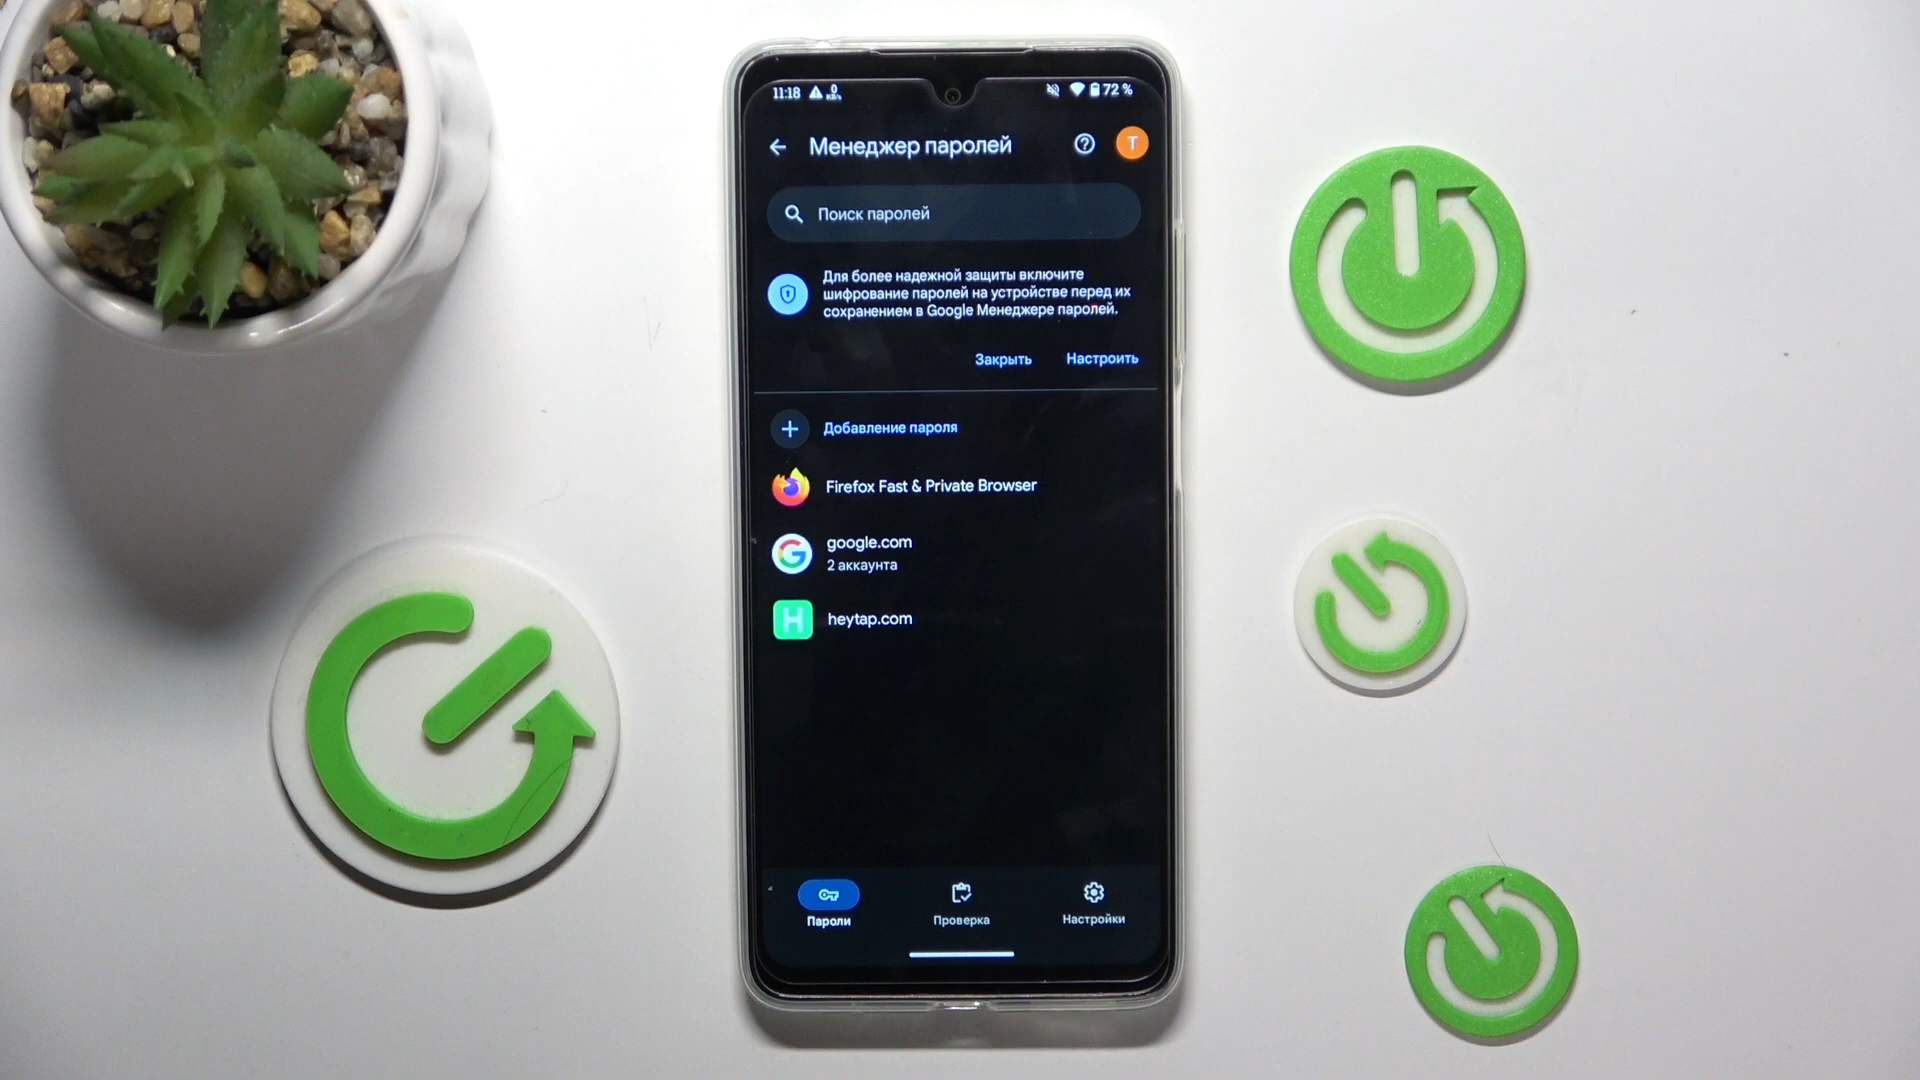 11:18 0 KB/s 72 %
Менеджер паролей T
Поиск паролей
Для более надежной защиты включите
шифрование паролей на устройстве перед их
сохранением в Google Менеджере паролей.
Закрыть Настроить
Добавление пароля
Firefox Fast & Private Browser
google.com
2 аккаунта
H heytap.com
Пароли Проверка Настройки